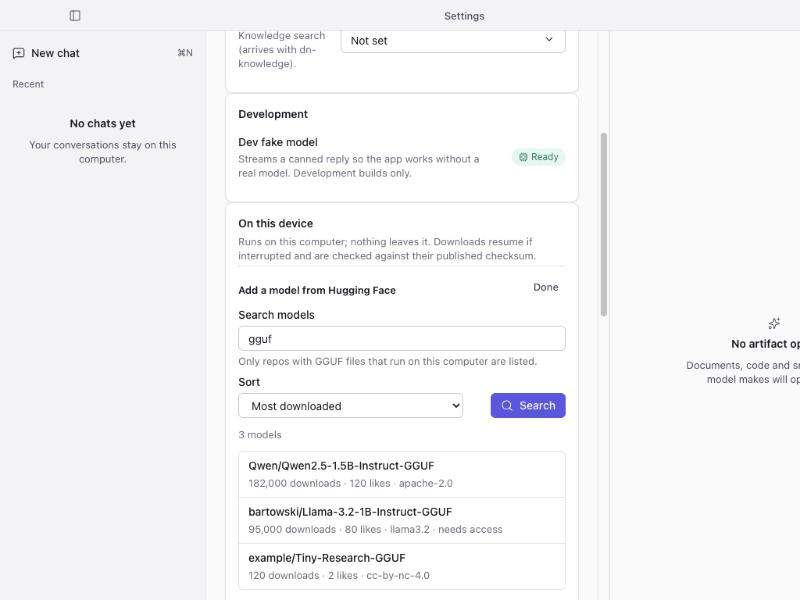 Settings
New chat
⌘N
Recent
No chats yet
Your conversations stay on this
computer.
Knowledge search
(arrives with dn-
knowledge).
Not set
Development
Dev fake model
Streams a canned reply so the app works without a
real model. Development builds only.
Ready
On this device
Runs on this computer; nothing leaves it. Downloads resume if
interrupted and are checked against their published checksum.
Add a model from Hugging Face
Done
Search models
gguf
Only repos with GGUF files that run on this computer are listed.
Sort
Most downloaded
Search
3 models
Qwen/Qwen2.5-1.5B-Instruct-GGUF
182,000 downloads · 120 likes · apache-2.0
bartowski/Llama-3.2-1B-Instruct-GGUF
95,000 downloads · 80 likes · llama3.2 · needs access
example/Tiny-Research-GGUF
120 downloads · 2 likes · cc-by-nc-4.0
No artifact op
Documents, code and sn
model makes will op